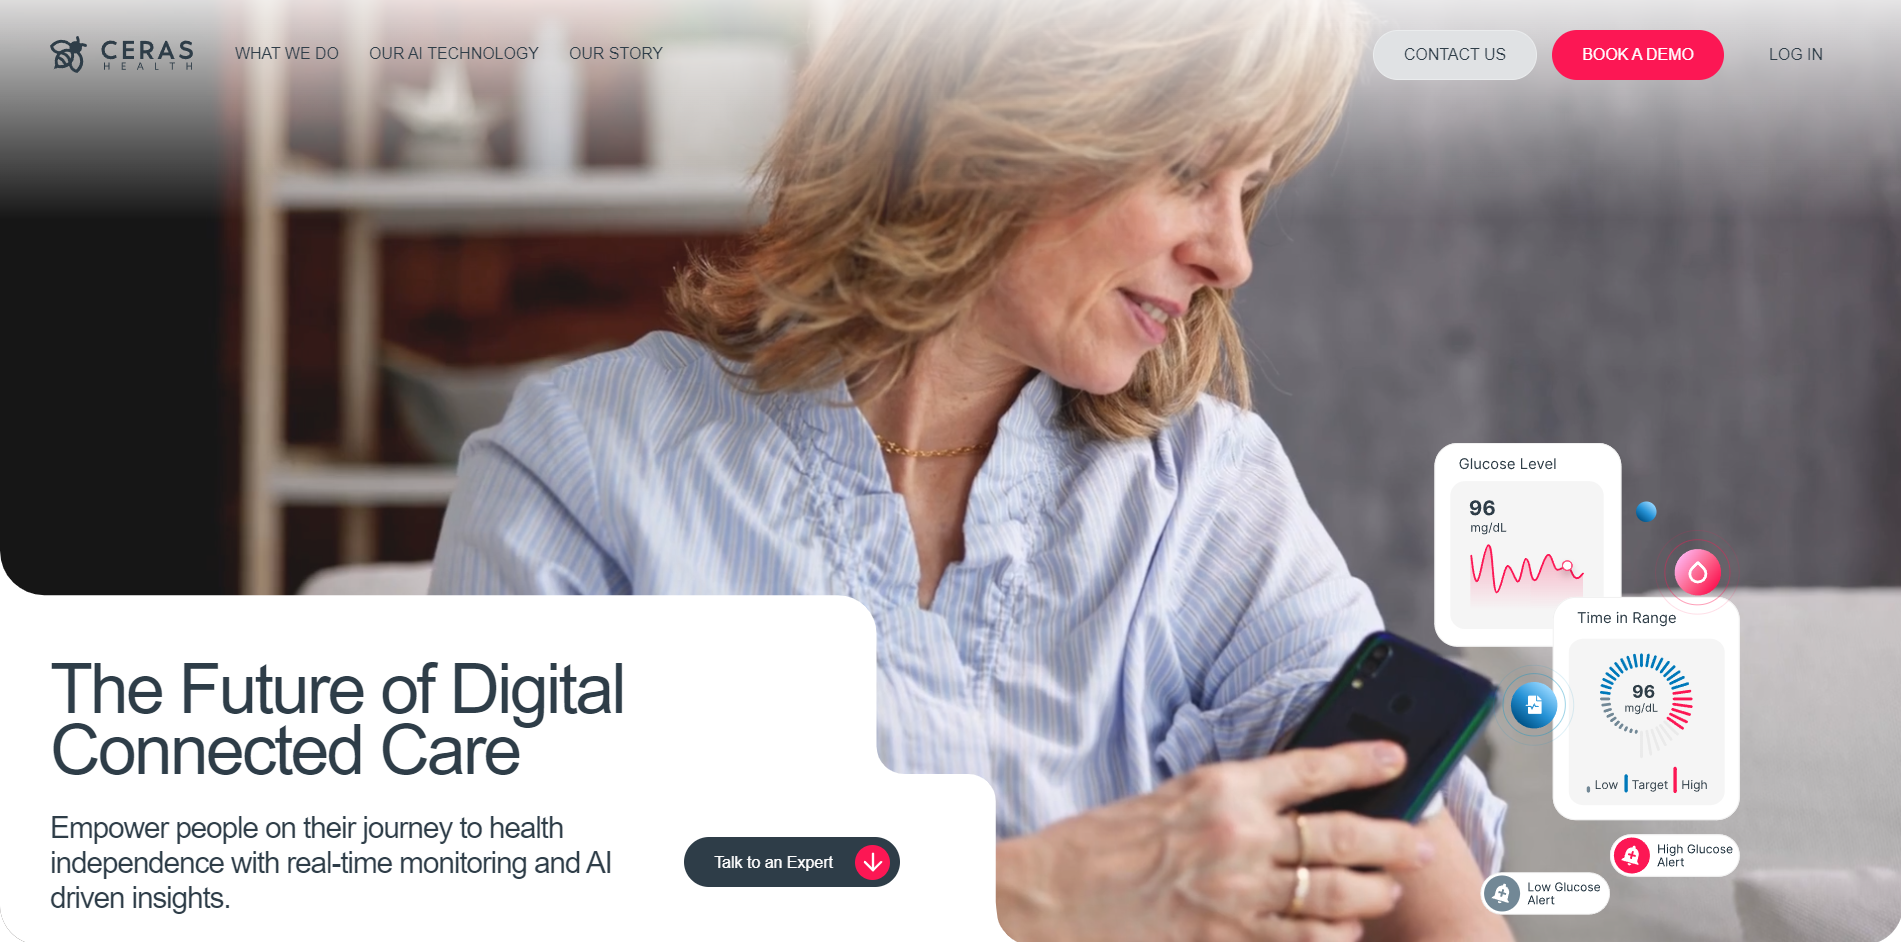 CERAS
HEALTH
WHAT WE DO
OUR AI TECHNOLOGY
OUR STORY
CONTACT US
BOOK A DEMO
LOG IN
Glucose Level
96
mg/dL
Time in Range
96
mg/dL
Low
Target
High
High Glucose
Alert
Low Glucose
Alert
The Future of Digital
Connected Care
Empower people on their journey to health
independence with real-time monitoring and AI
driven insights.
Talk to an Expert